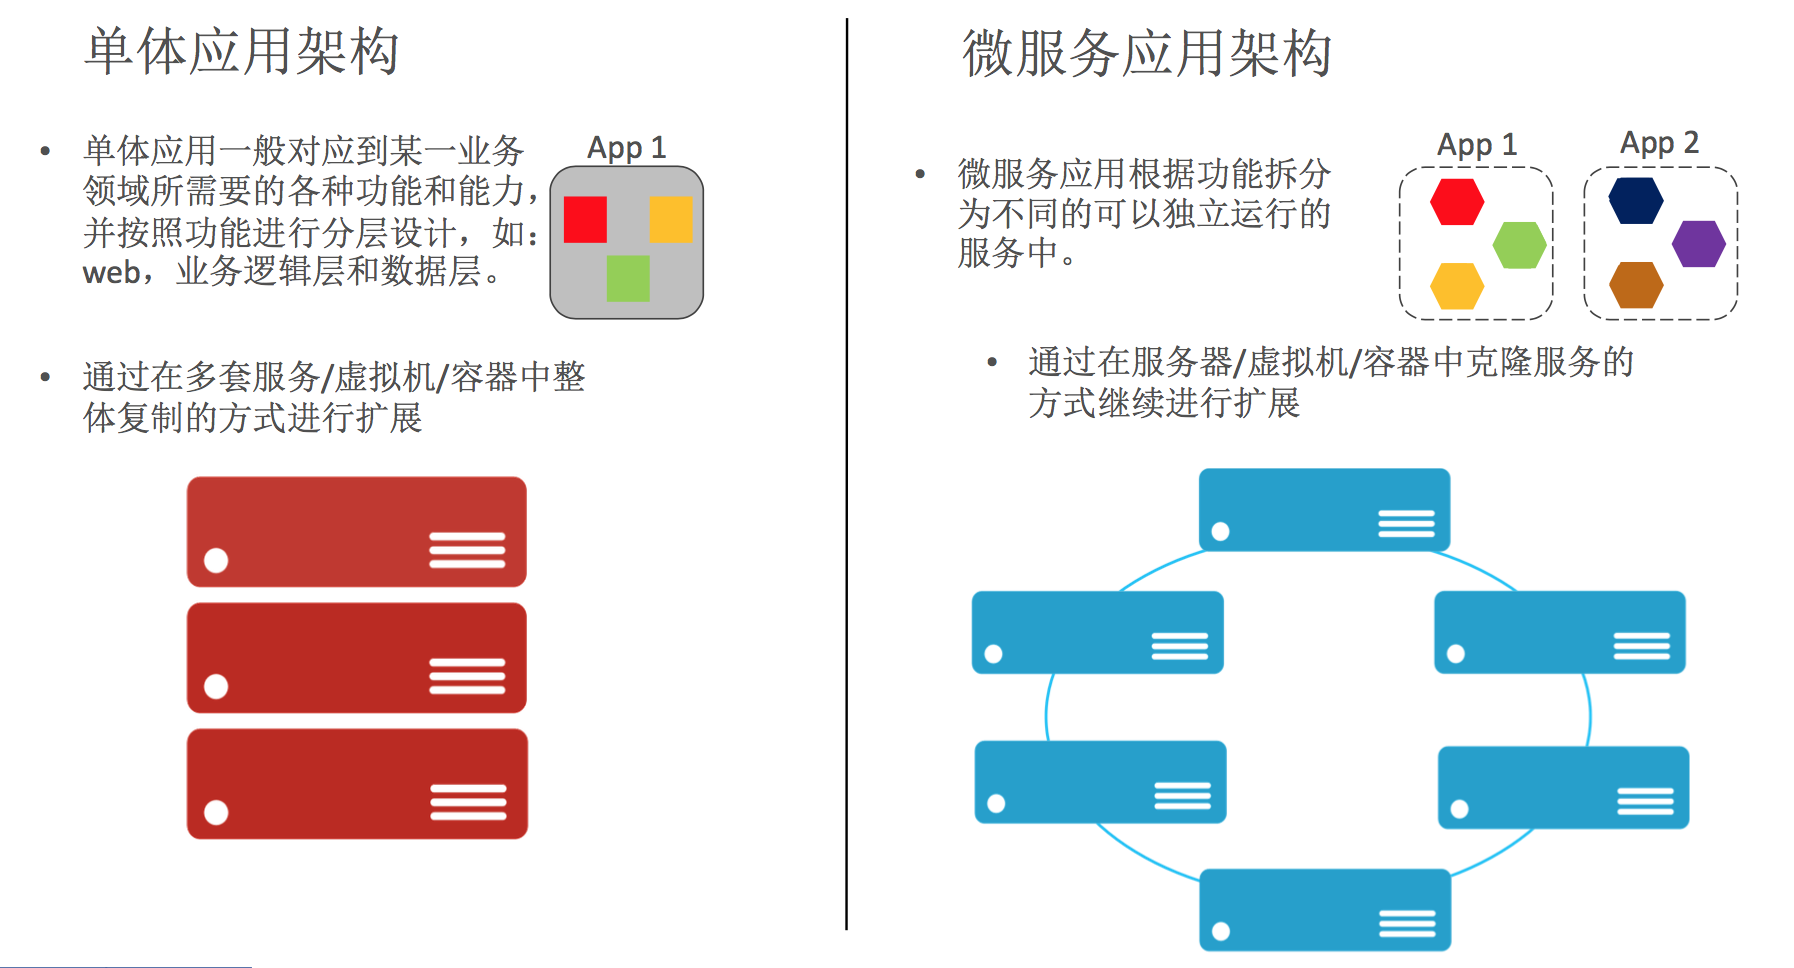 单体应用架构
• 单体应用一般对应到某一业务
领域所需要的各种功能和能力，
并按照功能进行分层设计，如：
web，业务逻辑层和数据层。
App 1
• 通过在多套服务/虚拟机/容器中整
体复制的方式进行扩展
微服务应用架构
• 微服务应用根据功能拆分
为不同的可以独立运行的
服务中。
App 1
App 2
• 通过在服务器/虚拟机/容器中克隆服务的
方式继续进行扩展